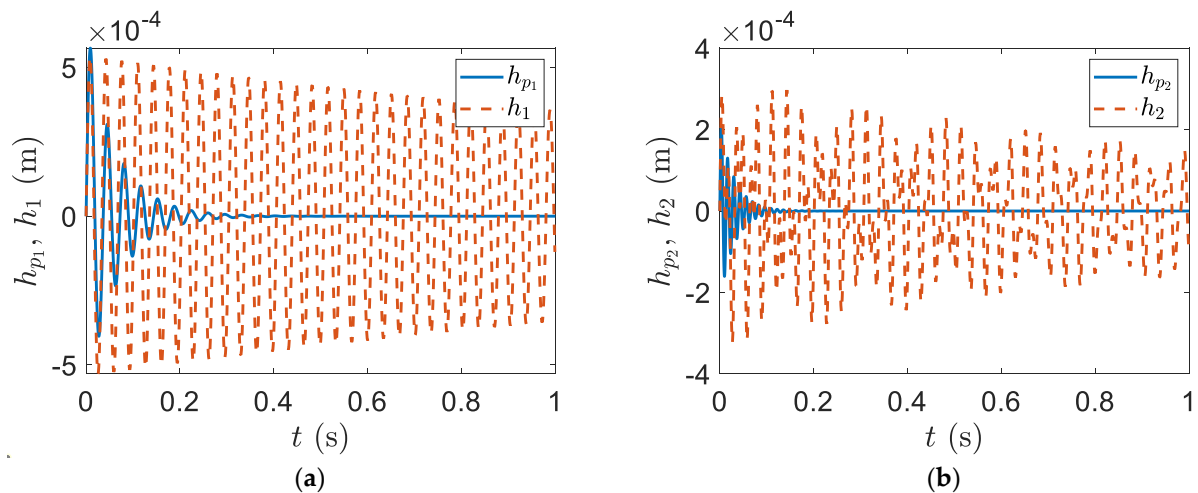 ×10⁻⁴
5
0
-5
h_{p_1}, h_1 (m)
h_{p_1}
h_1
0 0.2 0.4 0.6 0.8 1
t (s)
(a)
×10⁻⁴
4
2
0
-2
-4
h_{p_2}, h_2 (m)
h_{p_2}
h_2
0 0.2 0.4 0.6 0.8 1
t (s)
(b)